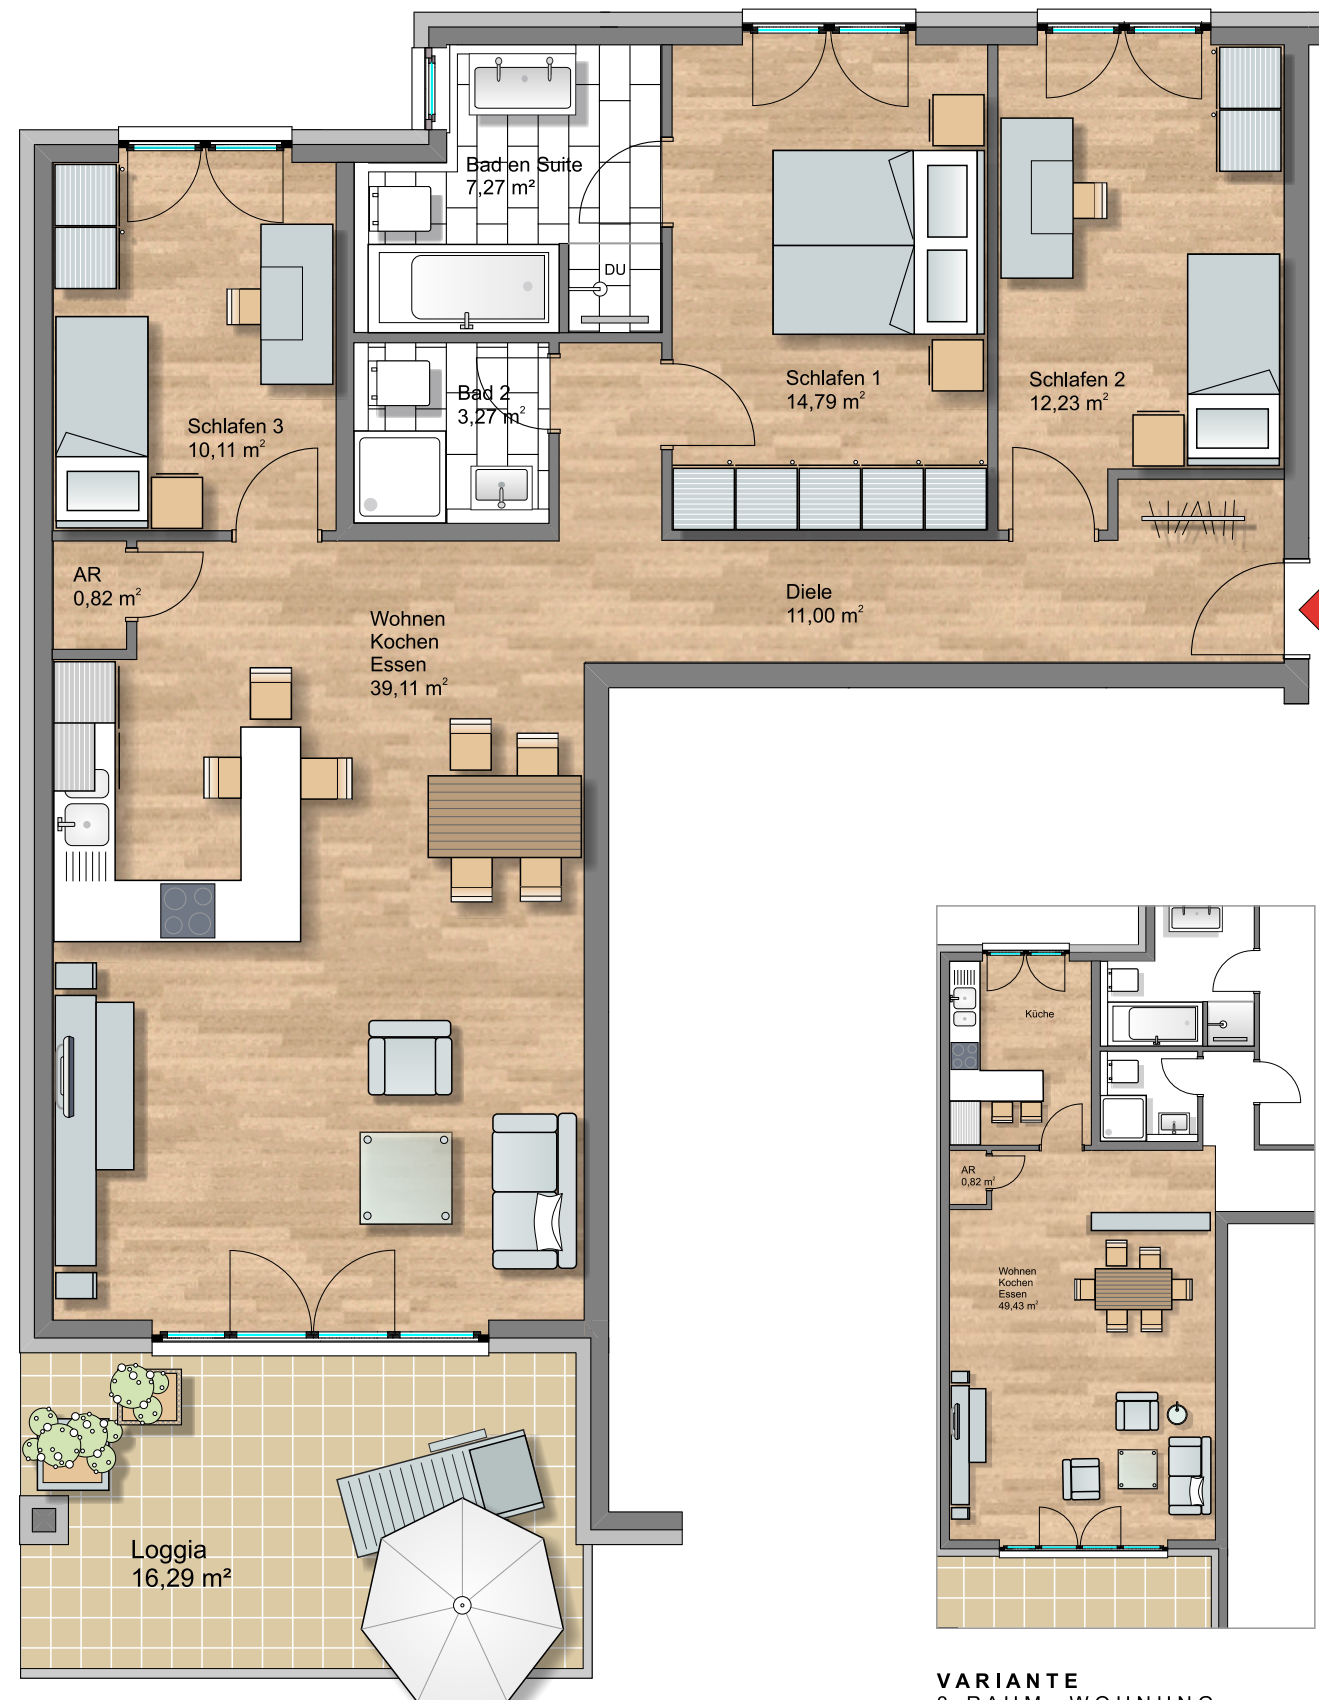 Bad en Suite
7,27 m²
DU
Schlafen 1
14,79 m²
Schlafen 2
12,23 m²
Bad 2
3,27 m²
Schlafen 3
10,11 m²
AR
0,82 m²
Diele
11,00 m²
Wohnen
Kochen
Essen
39,11 m²
Küche
AR
0,82 m²
Wohnen
Kochen
Essen
49,43 m²
Loggia
16,29 m²
VARIANTE
RAUM WOHNUNG